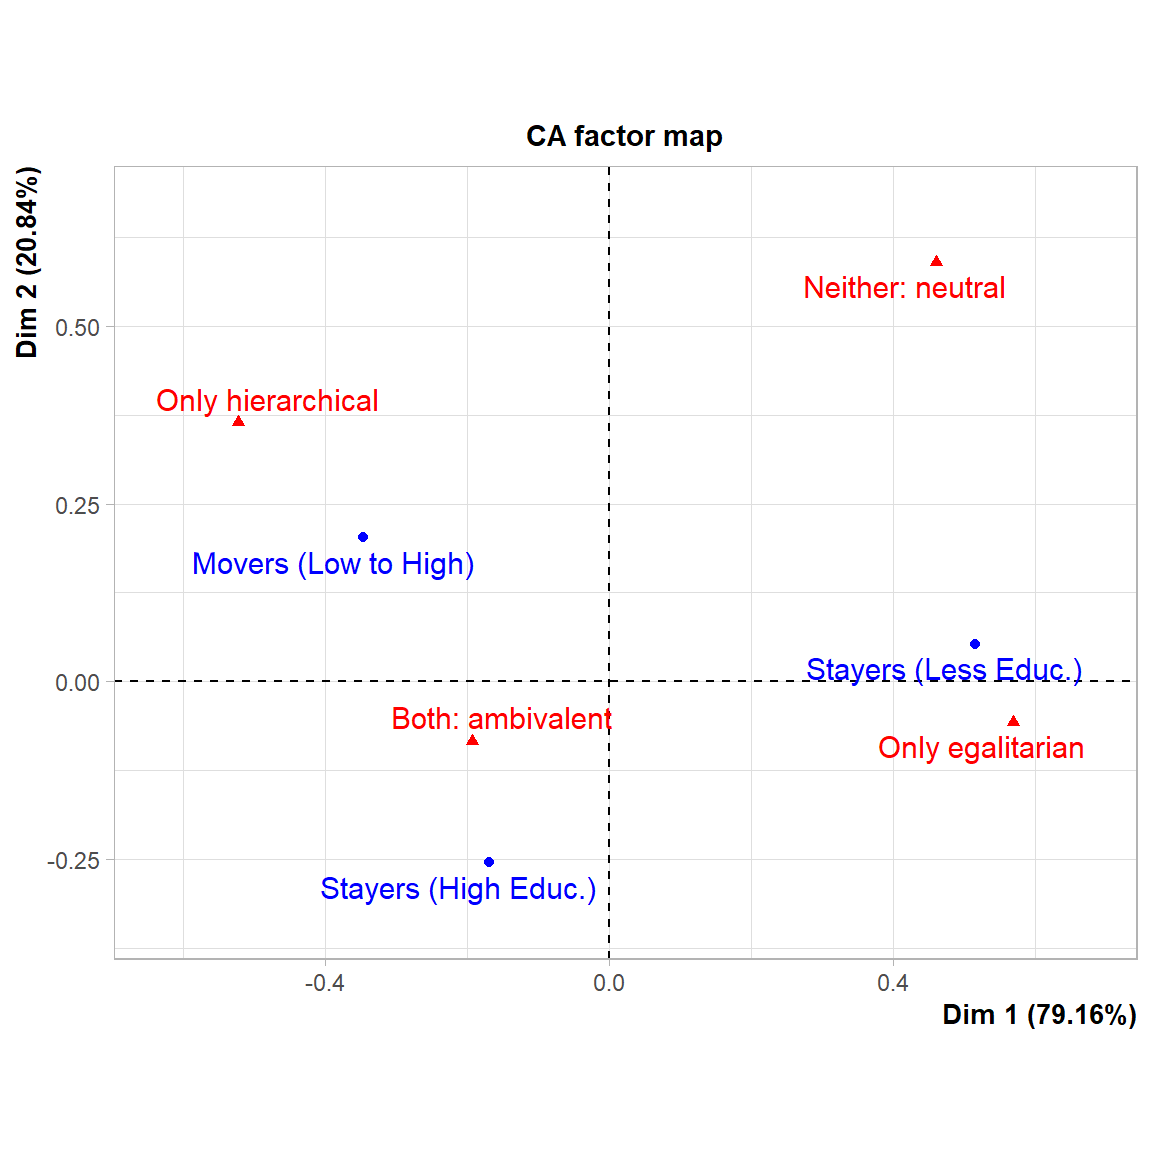 CA factor map
Dim 2 (20.84%)
Neither: neutral
0.50
Only hierarchical
0.25
Movers (Low to High)
Stayers (Less Educ.)
0.00
Both: ambivalent
Only egalitarian
-0.25
Stayers (High Educ.)
-0.4 0.0 0.4
Dim 1 (79.16%)